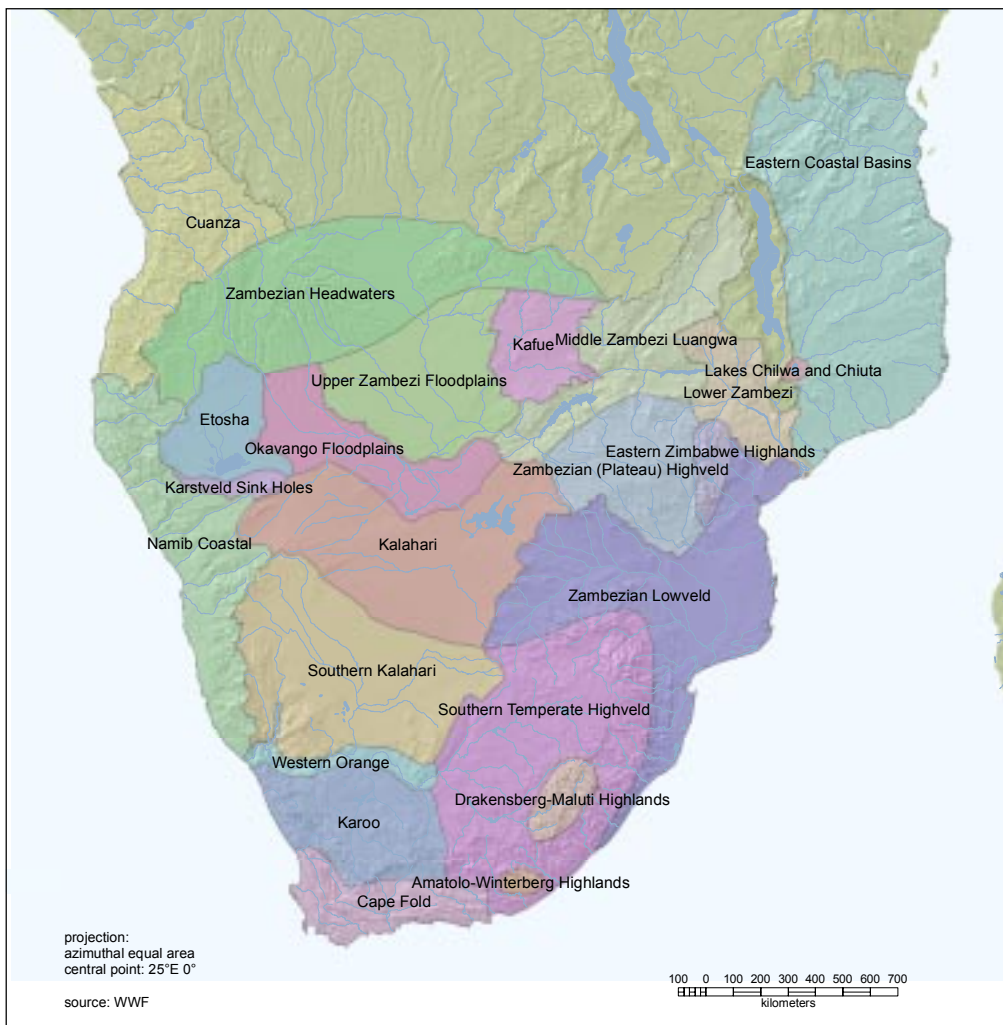 Eastern Coastal Basins
Cuanza
Zambezian Headwaters
Kafue
Middle Zambezi Luangwa
Lakes Chilwa and Chiuta
Upper Zambezi Floodplains
Lower Zambezi
Etosha
Okavango Floodplains
Eastern Zimbabwe Highlands
Zambezian (Plateau) Highveld
Karstveld Sink Holes
Namib Coastal
Kalahari
Zambezian Lowveld
Southern Kalahari
Southern Temperate Highveld
Western Orange
Drakensberg-Maluti Highlands
Karoo
Amatolo-Winterberg Highlands
Cape Fold
projection:
azimuthal equal area
central point: 25°E 0°
source: WWF
100 0 100 200 300 400 500 600 700
kilometers